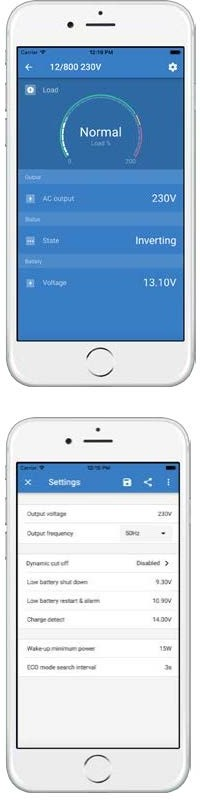 Carrier 12:19 PM
12/800 230V
Load
Normal
Load %
0 200
Output
AC output 230V
Status
State Inverting
Battery
Voltage 13.10V
Carrier 12:15 PM
Settings
Output voltage 230V
Output frequency 50Hz
Dynamic cut off Disabled
Low battery shut down 9.30V
Low battery restart & alarm 10.90V
Charge detect 14.00V
Wake-up minimum power 15W
ECO mode search interval 3s